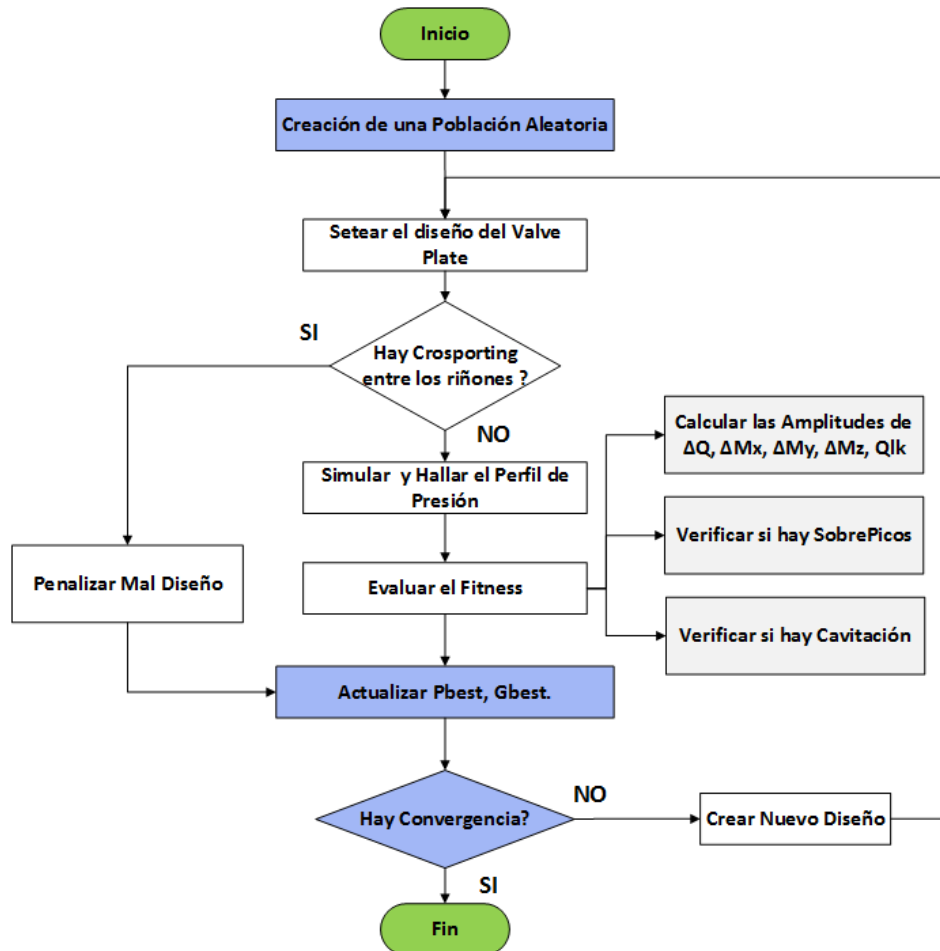 Inicio
Creación de una Población Aleatoria
Setear el diseño del Valve
Plate
SI
Hay Crosporting
entre los riñones ?
NO
Calcular las Amplitudes de
ΔQ, ΔMx, ΔMy, ΔMz, Qlk
Simular y Hallar el Perfil de
Presión
Verificar si hay SobrePicos
Penalizar Mal Diseño
Evaluar el Fitness
Verificar si hay Cavitación
Actualizar Pbest, Gbest.
Hay Convergencia?
NO
Crear Nuevo Diseño
SI
Fin